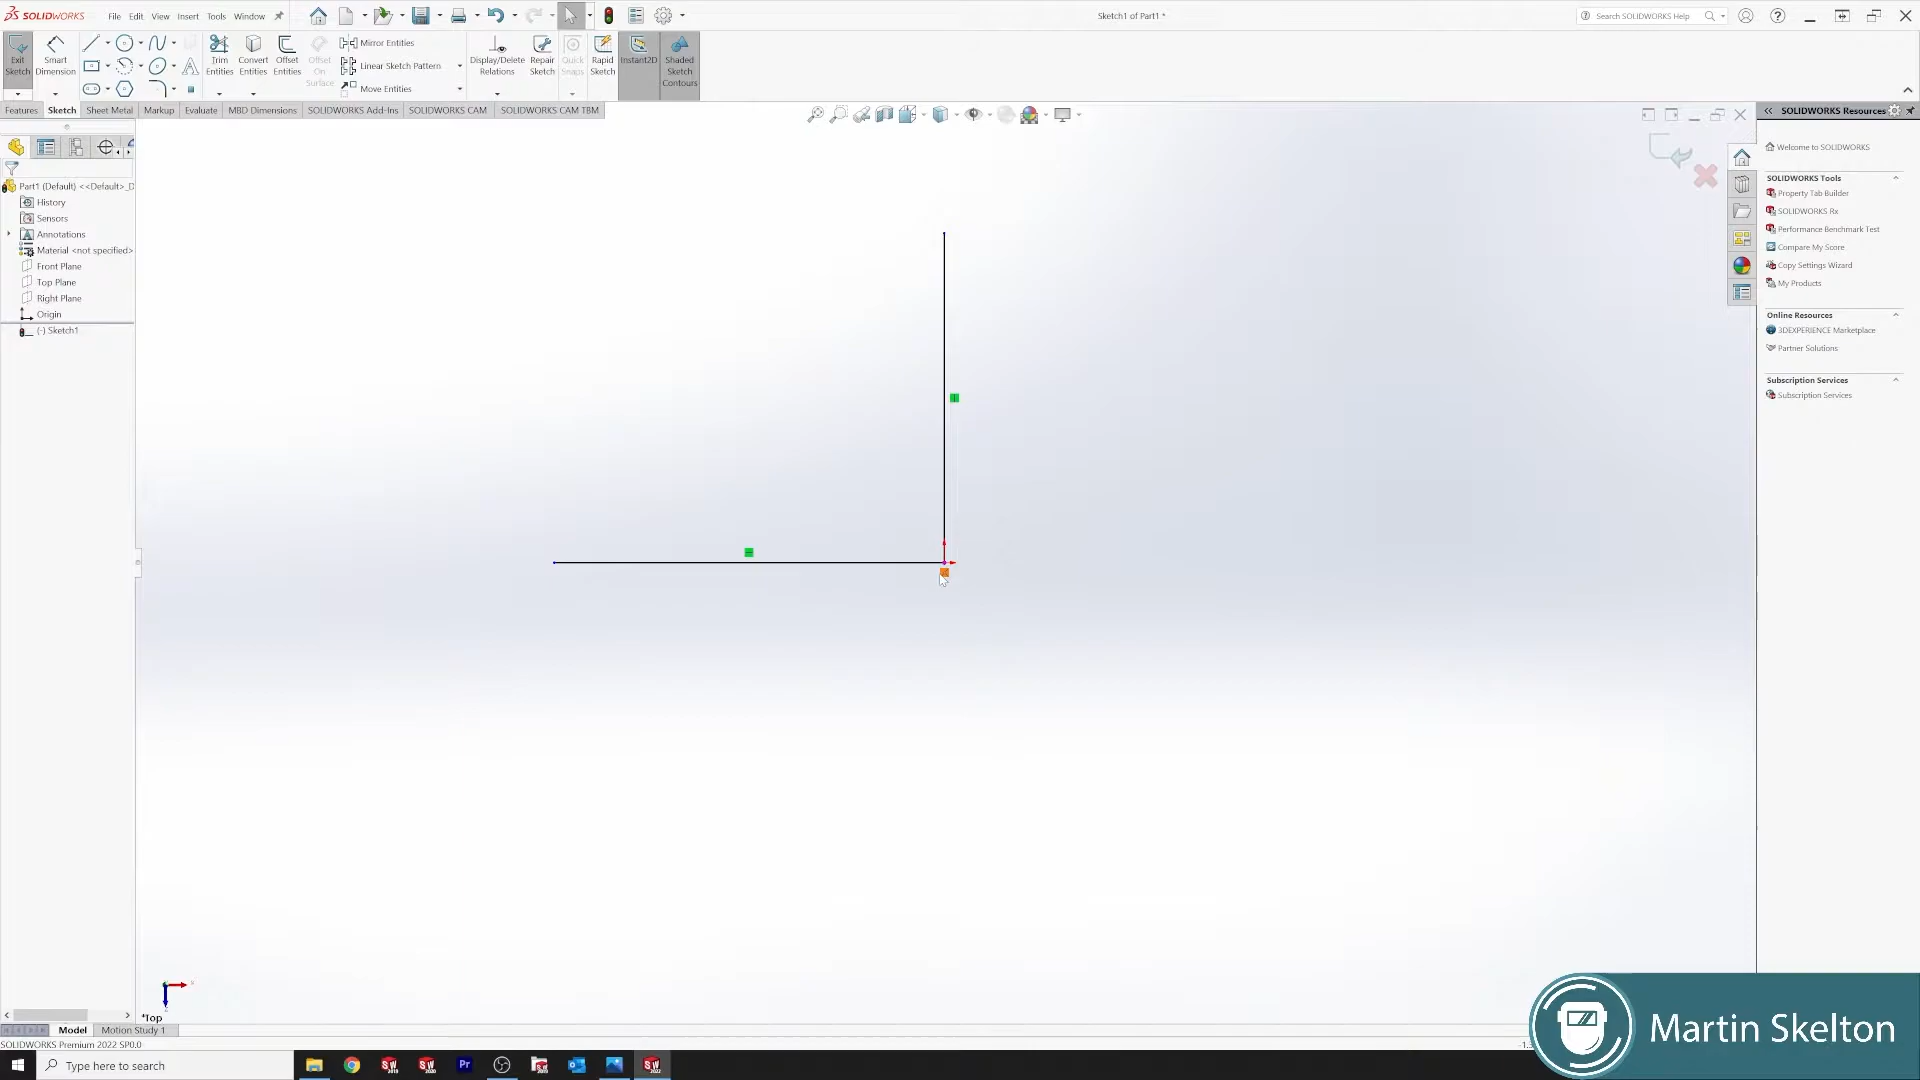 SOLIDWORKS File Edit View Insert Tools Window Sketch1 of Part1 * Search SOLIDWORKS Help
Exit Sketch
Smart Dimension
Trim Entities
Convert Entities
Offset Entities
Offset On Surface
Mirror Entities
Linear Sketch Pattern
Move Entities
Display/Delete Relations
Repair Sketch
Quick Snaps
Rapid Sketch
Instant2D
Shaded Sketch Contours
Features Sketch Sheet Metal Markup Evaluate MBD Dimensions SOLIDWORKS Add-Ins SOLIDWORKS CAM SOLIDWORKS CAM TBM
Part1 (Default) <<Default>_D
History
Sensors
Annotations
Material <not specified>
Front Plane
Top Plane
Right Plane
Origin
(-) Sketch1
SOLIDWORKS Resources
Welcome to SOLIDWORKS
SOLIDWORKS Tools
Property Tab Builder
SOLIDWORKS Rx
Performance Benchmark Test
Compare My Score
Copy Settings Wizard
My Products
Online Resources
3DEXPERIENCE Marketplace
Partner Solutions
Subscription Services
Subscription Services
*Top
Model Motion Study 1
SOLIDWORKS Premium 2022 SP0.0
Type here to search
Martin Skelton